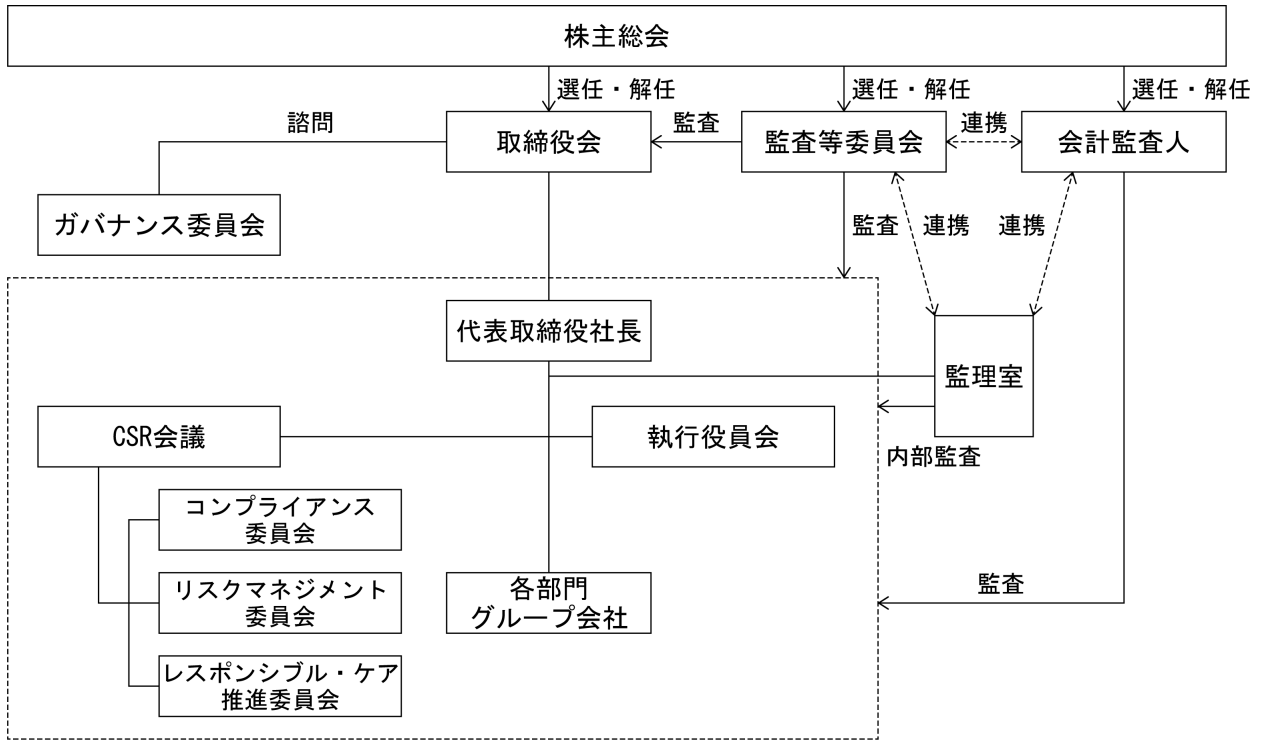 株主総会
選任・解任
選任・解任
選任・解任
諮問
取締役会
監査
監査等委員会
連携
会計監査人
ガバナンス委員会
監査
連携
連携
代表取締役社長
監理室
CSR会議
執行役員会
内部監査
コンプライアンス
委員会
リスクマネジメント
委員会
各部門
グループ会社
監査
レスポンシブル・ケア
推進委員会